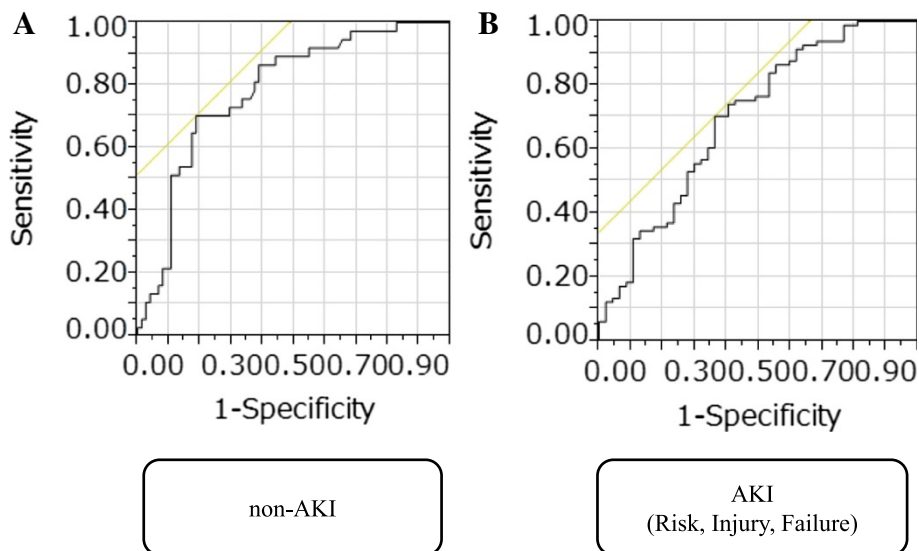 A
B
Sensitivity
1.00
0.80
0.60
0.40
0.20
0.00
0.00 0.300.500.700.90
1-Specificity
Sensitivity
1.00
0.80
0.60
0.40
0.20
0.00
0.00 0.300.500.700.90
1-Specificity
non-AKI
AKI
(Risk, Injury, Failure)